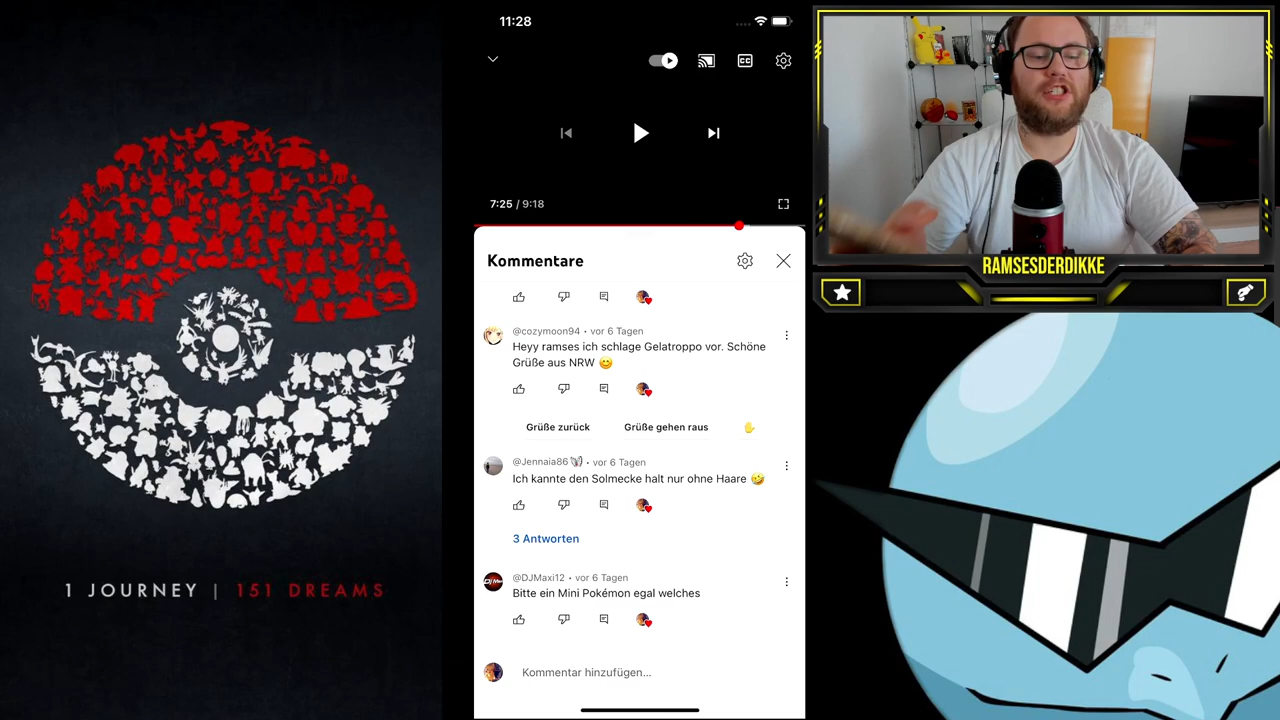 1 JOURNEY | 151 DREAMS
11:28
CC
7:25 / 9:18
Kommentare
@cozymoon94 • vor 6 Tagen
Heyy ramses ich schlage Gelatroppo vor. Schöne
Grüße aus NRW 😊
Grüße zurück
Grüße gehen raus
✋
@Jennaia86 • vor 6 Tagen
Ich kannte den Solmecke halt nur ohne Haare 🤣
3 Antworten
@DJMaxi12 • vor 6 Tagen
Bitte ein Mini Pokémon egal welches
Kommentar hinzufügen...
RAMSESDERDIKKE